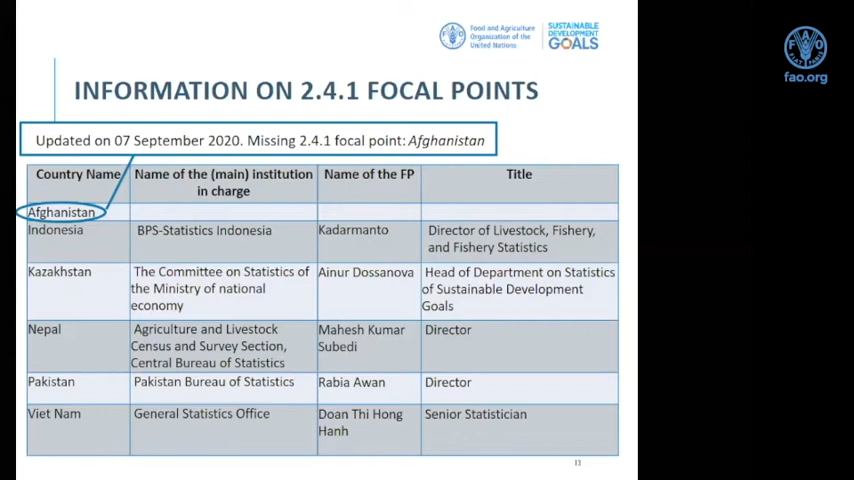 Food and Agriculture
Organization of the
United Nations
SUSTAINABLE
DEVELOPMENT
GOALS
FAO
FIAT PANIS
fao.org
INFORMATION ON 2.4.1 FOCAL POINTS
Updated on 07 September 2020. Missing 2.4.1 focal point: Afghanistan
Country Name
Name of the (main) institution
in charge
Name of the FP
Title
Afghanistan
Indonesia
BPS-Statistics Indonesia
Kadarmanto
Director of Livestock, Fishery,
and Fishery Statistics
Kazakhstan
The Committee on Statistics of
the Ministry of national
economy
Ainur Dossanova
Head of Department on Statistics
of Sustainable Development
Goals
Nepal
Agriculture and Livestock
Census and Survey Section,
Central Bureau of Statistics
Mahesh Kumar
Subedi
Director
Pakistan
Pakistan Bureau of Statistics
Rabia Awan
Director
Viet Nam
General Statistics Office
Doan Thi Hong
Hanh
Senior Statistician